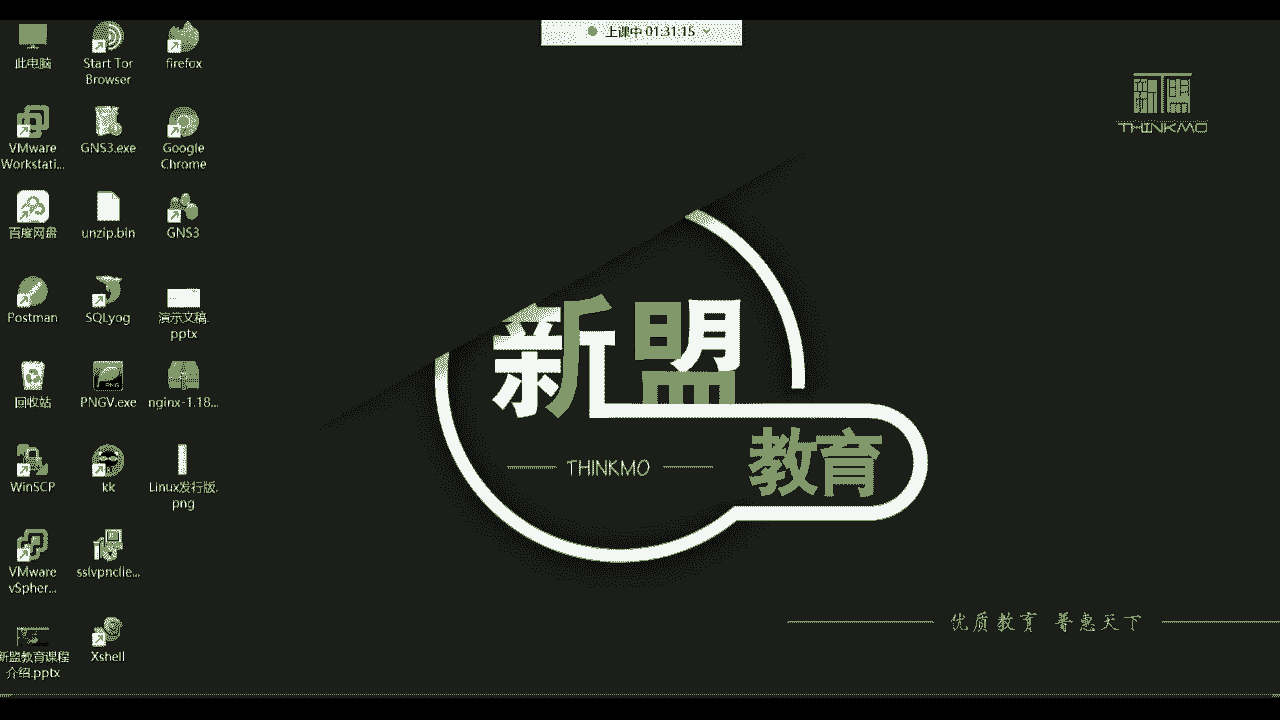 上课中 01:31:15
此电脑
Start Tor
Browser
firefox
VMware
Workstati...
GNS3.exe
Google
Chrome
百度网盘
unzip.bin
GNS3
Postman
SQLyog
演示文稿.
pptx
回收站
PNGV.exe
nginx-1.18...
WinSCP
kk
Linux发行版.
png
VMware
vSpher...
sslvpnclie...
新盟教育课程
介绍.pptx
Xshell
新盟
THINKMO
新盟
教育
THINKMO
优质教育 普惠天下